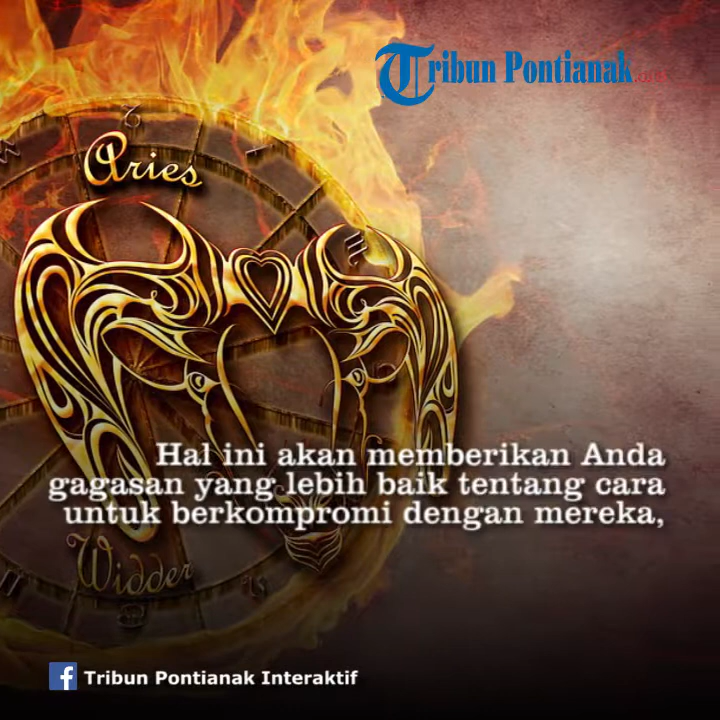 Tribun Pontianak
Aries
Hal ini akan memberikan Anda
gagasan yang lebih baik tentang cara
untuk berkompromi dengan mereka,
Widder
Tribun Pontianak Interaktif